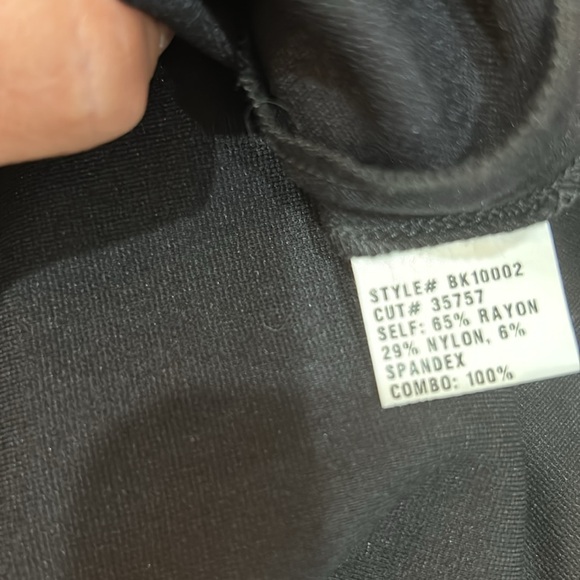 STYLE# BK10002
CUT# 35757
SELF: 65% RAYON
29% NYLON, 6%
SPANDEX
COMBO: 100%